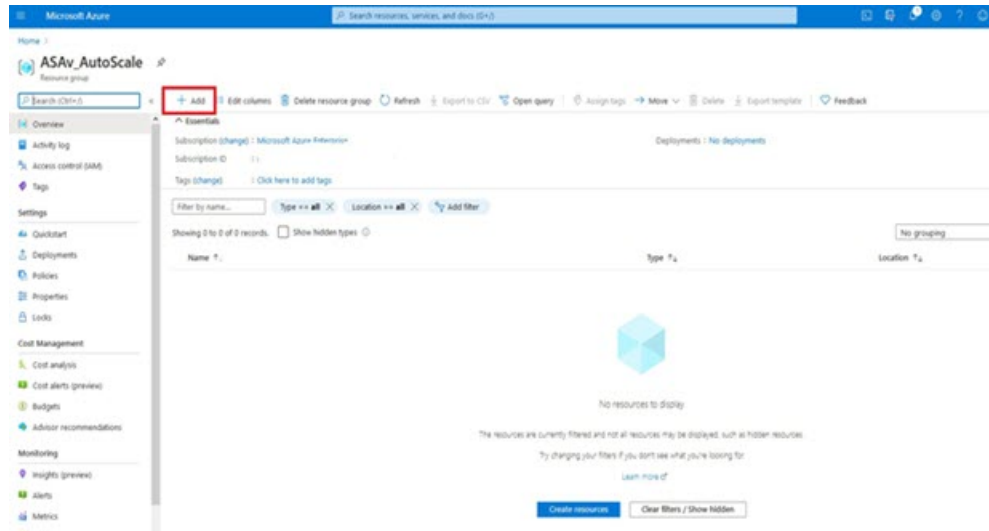 Microsoft Azure
Search resources, services, and docs (G+/)
Home >
ASAv_AutoScale
Resource group
Search (Ctrl+/)
«
+ Add
Edit columns
Delete resource group
Refresh
Export to CSV
Open query
Assign tags
Move
Delete
Export template
Feedback
Essentials
Subscription (change) : Microsoft Azure Enterprise
Deployments : No deployments
Subscription ID :
Tags (change) : Click here to add tags
Filter by name...
Type == all
Location == all
Add filter
Showing 0 to 0 of 0 records.
Show hidden types
No grouping
Name
Type
Location
Overview
Activity log
Access control (IAM)
Tags
Settings
Quickstart
Deployments
Policies
Properties
Locks
Cost Management
Cost analysis
Cost alerts (preview)
Budgets
Advisor recommendations
Monitoring
Insights (preview)
Alerts
Metrics
No resources to display
The resources are currently filtered and not all resources may be displayed, such as hidden resources.
Try changing your filters if you don't see what you're looking for.
Learn more
Create resources
Clear filters / Show hidden